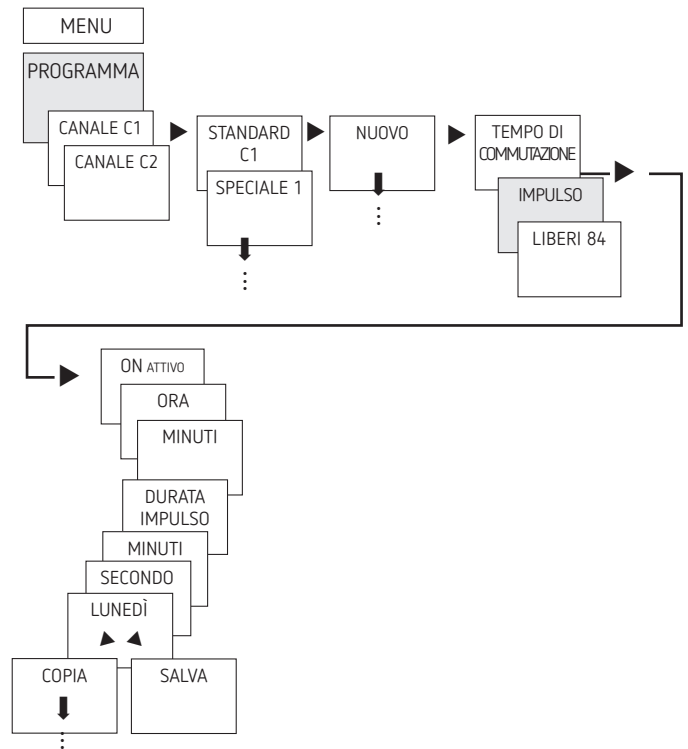 MENU
PROGRAMMA
CANALE C1
CANALE C2
STANDARD
C1
SPECIALE 1
NUOVO
TEMPO DI
COMMUTAZIONE
IMPULSO
LIBERI 84
ON ATTIVO
ORA
MINUTI
DURATA
IMPULSO
MINUTI
SECONDO
LUNEDÌ
COPIA
SALVA